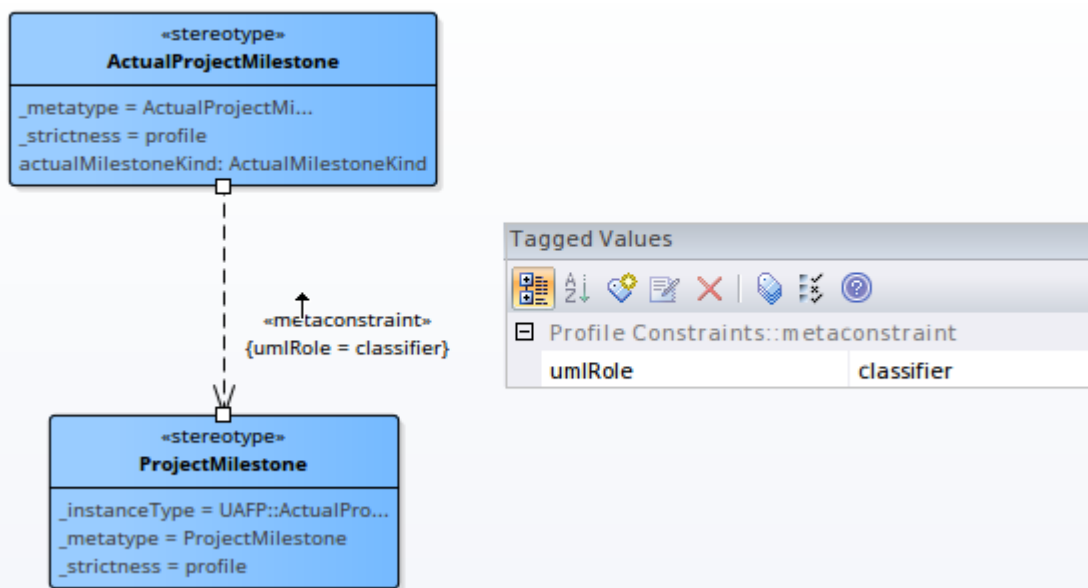 «stereotype»
ActualProjectMilestone
_metatype = ActualProjectMi...
_strictness = profile
actualMilestoneKind: ActualMilestoneKind
«metaconstraint»
{umlRole = classifier}
Tagged Values
Profile Constraints::metaconstraint
umlRole classifier
«stereotype»
ProjectMilestone
_instanceType = UAFP::ActualPro...
_metatype = ProjectMilestone
_strictness = profile